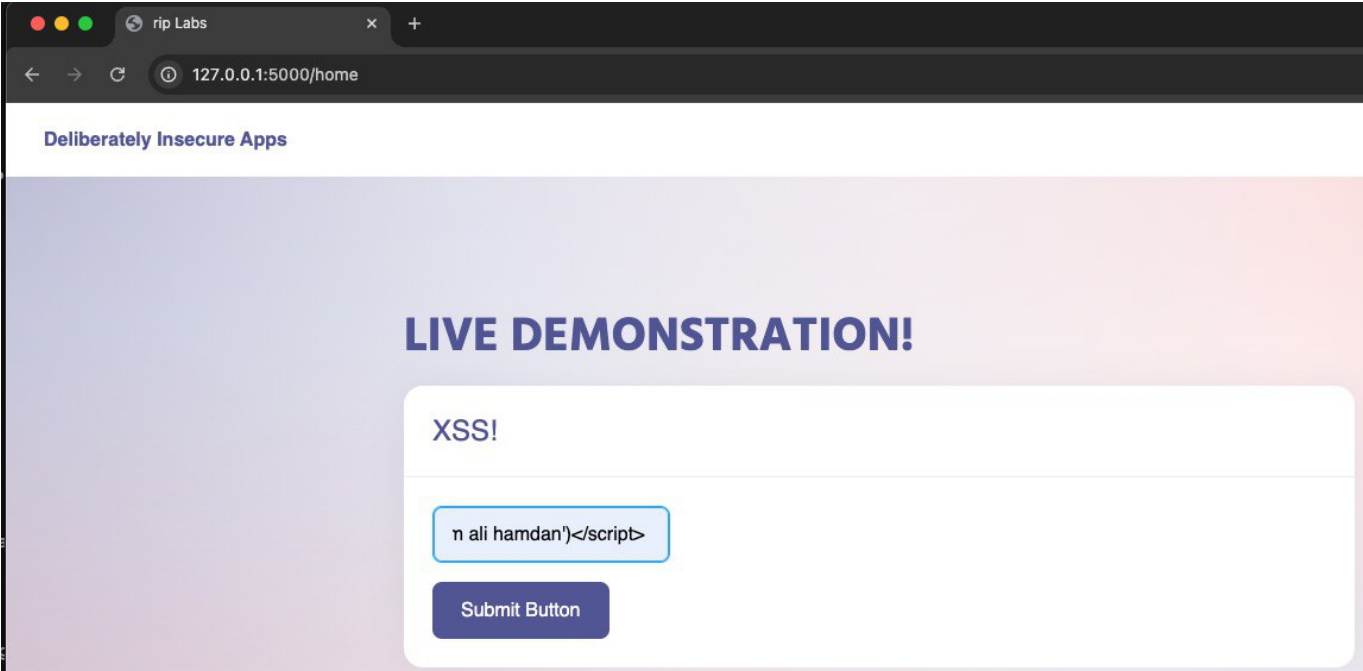 rip Labs
127.0.0.1:5000/home
Deliberately Insecure Apps
LIVE DEMONSTRATION!
XSS!
ali hamdan')</script>
Submit Button